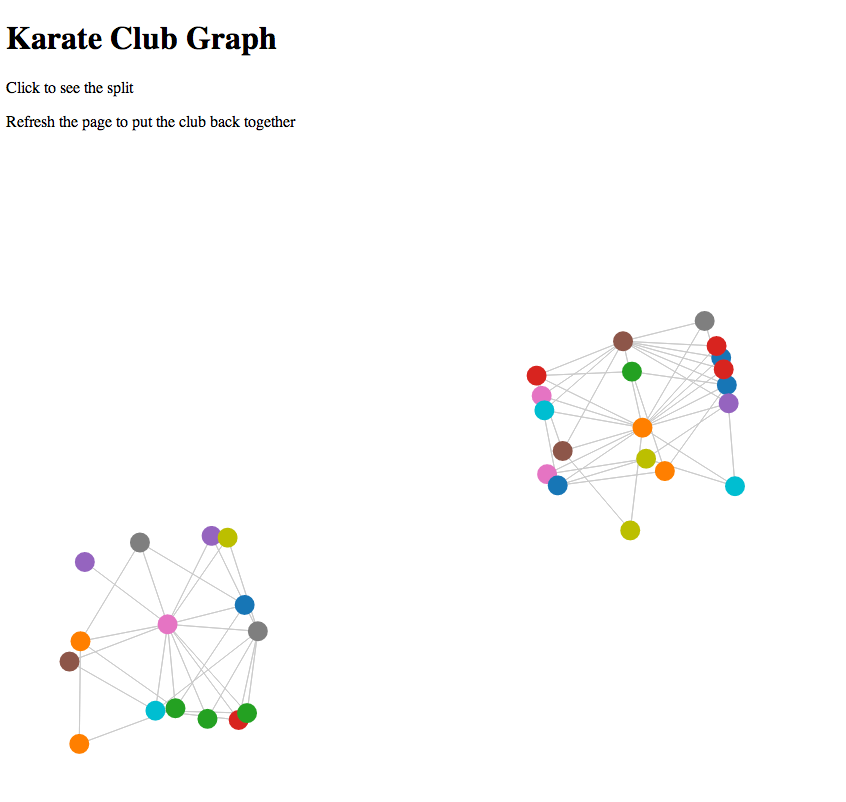 Karate Club Graph
Click to see the split
Refresh the page to put the club back together